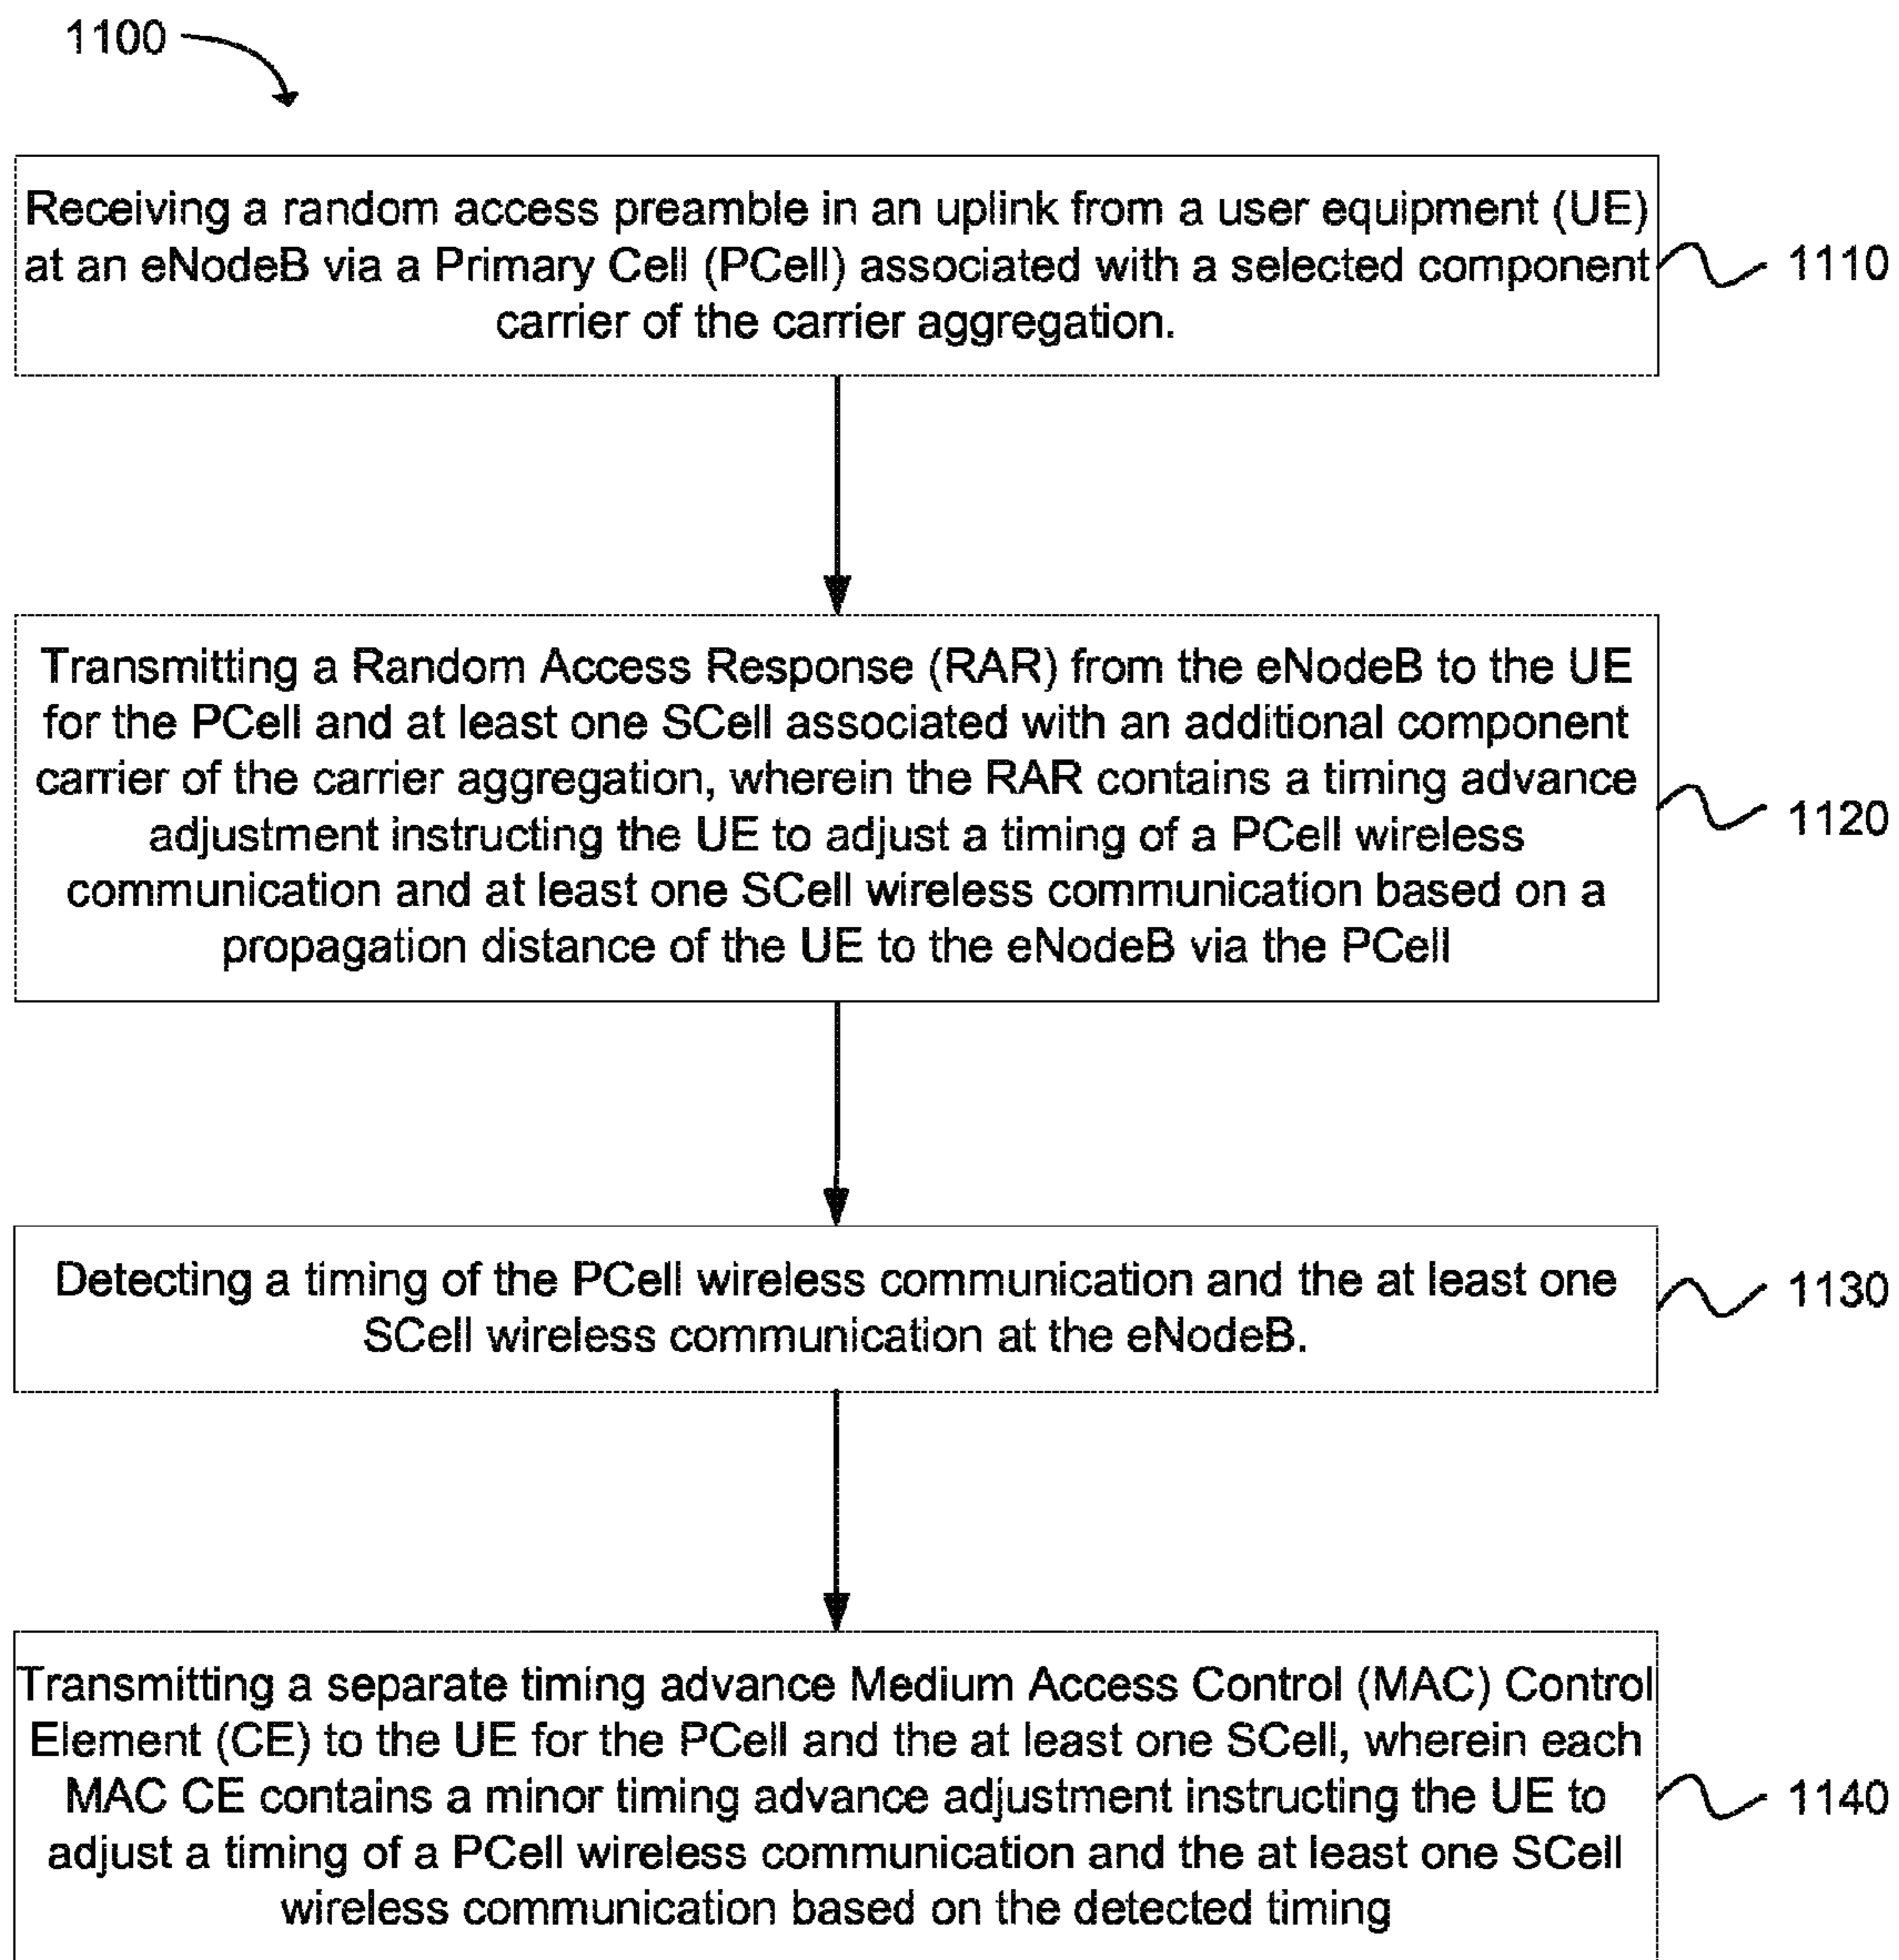 1100
Receiving a random access preamble in an uplink from a user equipment (UE)
at an eNodeB via a Primary Cell (PCell) associated with a selected component
carrier of the carrier aggregation.
1110
Transmitting a Random Access Response (RAR) from the eNodeB to the UE
for the PCell and at least one SCell associated with an additional component
carrier of the carrier aggregation, wherein the RAR contains a timing advance
adjustment instructing the UE to adjust a timing of a PCell wireless
communication and at least one SCell wireless communication based on a
propagation distance of the UE to the eNodeB via the PCell
1120
Detecting a timing of the PCell wireless communication and the at least one
SCell wireless communication at the eNodeB.
1130
Transmitting a separate timing advance Medium Access Control (MAC) Control
Element (CE) to the UE for the PCell and the at least one SCell, wherein each
MAC CE contains a minor timing advance adjustment instructing the UE to
adjust a timing of a PCell wireless communication and the at least one SCell
wireless communication based on the detected timing
1140